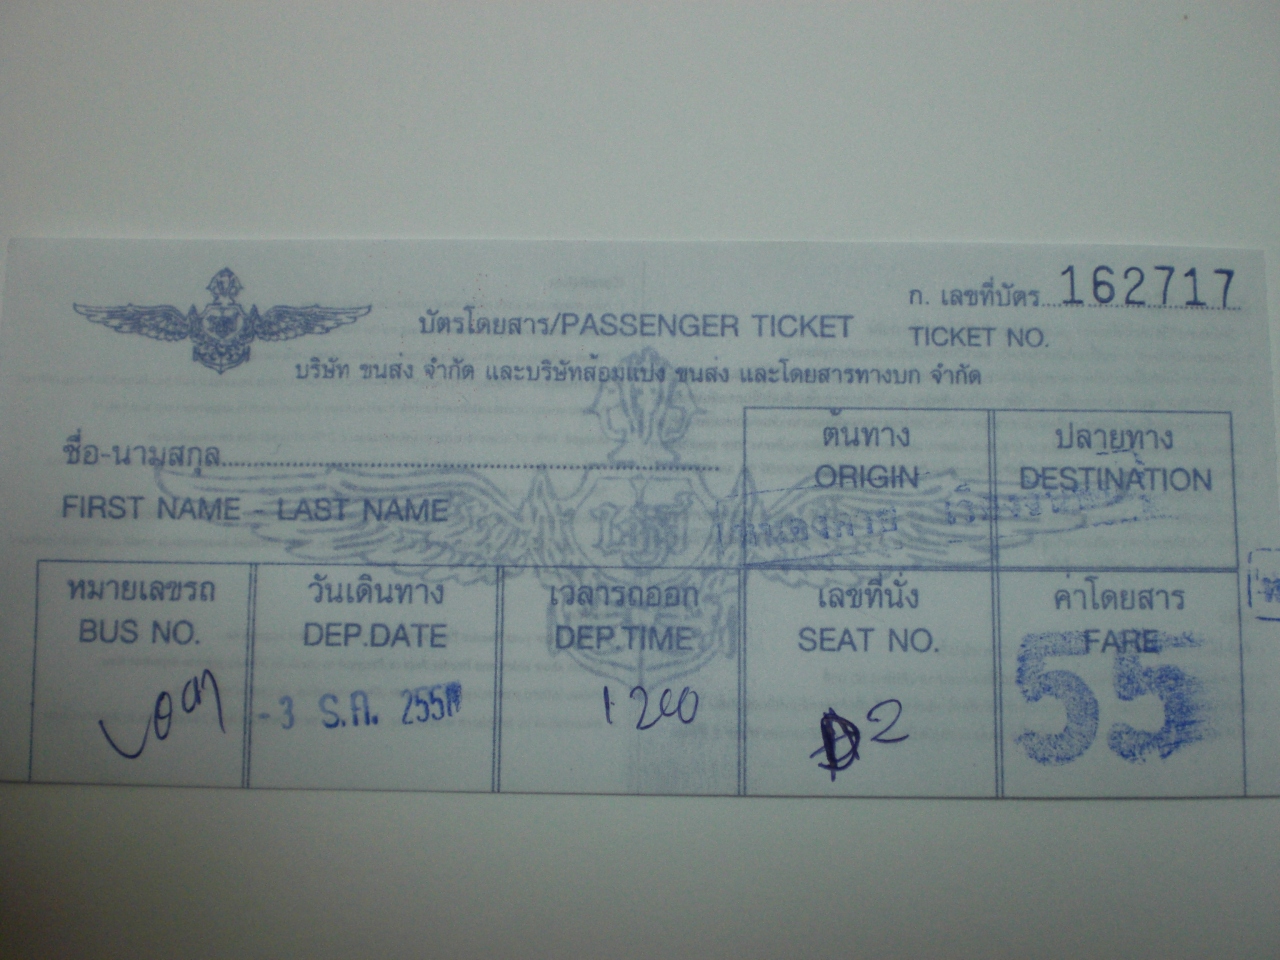 ก. เลขที่บัตร 162717
บัตรโดยสาร/PASSENGER TICKET
TICKET NO.
บริษัท ขนส่ง จำกัด และบริษัทส้อมแปง ขนส่ง และโดยสารทางบก จำกัด
ชื่อ-นามสกุล
FIRST NAME - LAST NAME
ต้นทาง ปลายทาง
ORIGIN DESTINATION
หมายเลขรถ วันเดินทาง เวลารถออก เลขที่นั่ง ค่าโดยสาร
BUS NO. DEP.DATE DEP.TIME SEAT NO. FARE
- 3 ธ.ค. 1200 2 55